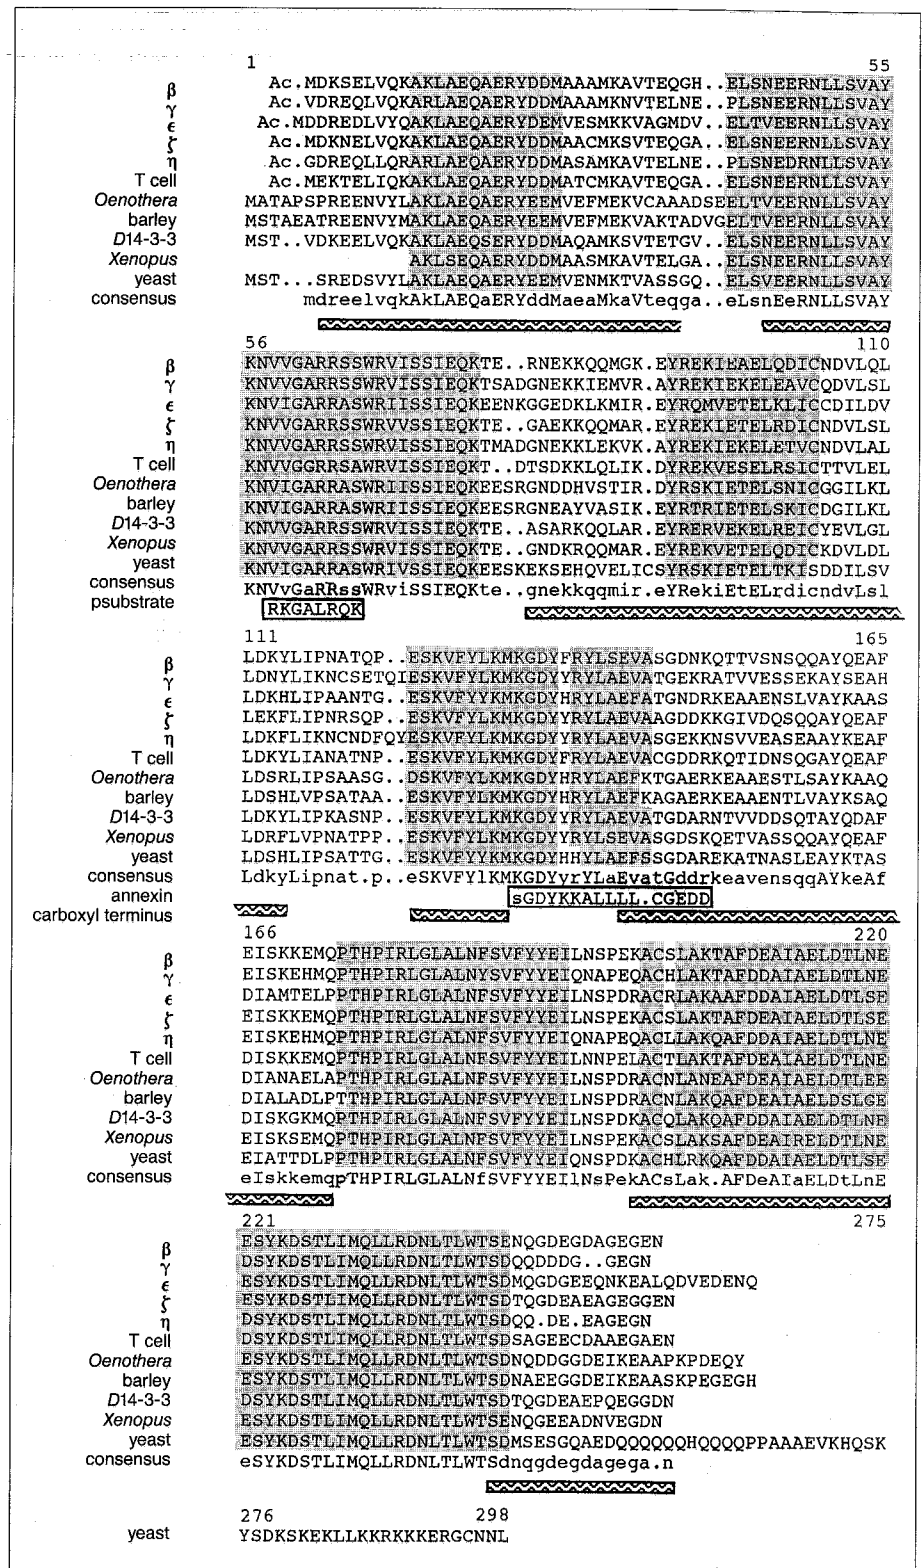 1 55
β Ac.MDKSELVQKAKLAEQAERYDDMAAAMKAVTEQGH..ELSNEERNLLSVAY
γ Ac.VDREQLVQKARLAEQAERYDDMAAAMKNVTELNE..PLSNEERNLLSVAY
ϵ Ac.MDDREDLVYQAKLAEQAERYDEMVESMKKVAGMDV..ELTVEERNLLSVAY
ζ Ac.MDKNELVQKAKLAEQAERYDDMAACMKSVTEQGA..ELSNEERNLLSVAY
η Ac.GDREQLLQRARLAEQAERYDDMASAMKAVTELNE..PLSNEDRNLLSVAY
T cell Ac.MEKTELIQKAKLAEQAERYDDMATCMKAVTEQGA..ELSNEERNLLSVAY
Oenothera MATAPSPREENVYLAKLAEQAERYEEMVEFMEKVCAAADSEELTVEERNLLSVAY
barley MSTAEATREENVYMAKLAEQAERYEEMVEFMEKVAKTADVGELTVEERNLLSVAY
D14-3-3 MST..VDKEELVQKAKLAEQSERYDDMAQAMKSVTETGV..ELSNEERNLLSVAY
Xenopus AKLSEQAERYDDMAASMKAVTELGA..ELSNEERNLLSVAY
yeast MST...SREDSVYLAKLAEQAERYEEMVENMKTVASSGQ..ELSVEERNLLSVAY
consensus mdreelvqkAkLAEQaERYddMaeaMkaVteqga..eLsnEeRNLLSVAY
56 110
β KNVVGARRSSWRVISSIEQKTE..RNEKKQQMGK.EYREKIEAELQDICNDVLQL
γ KNVVGARRSSWRVISSIEQKTSADGNEKKIEMVR.AYREKIEKELEAVCQDVLSL
ϵ KNVIGARRASWRIISSIEQKEENKGGEDKLKMIR.EYRQMVETELKLICCDILDV
ζ KNVVGARRSSWRVVSSIEQKTE..GAEKKQQMAR.EYREKIETELRDICNDVLSL
η KNVVGARRSSWRVISSIEQKTMADGNEKKLEKVK.AYREKIEKELETVCNDVLAL
T cell KNVVGGRRSAWRVISSIEQKT..DTSDKKLQLIK.DYREKVESELRSICTTVLEL
Oenothera KNVIGARRASWRIISSIEQKEESRGNDDHVSTIR.DYRSKIETELSNICGGILKL
barley KNVIGARRASWRIISSIEQKEESRGNEAYVASIK.EYRTRIETELSKICDGILKL
D14-3-3 KNVVGARRSSWRVISSIEQKTE..ASARKQQLAR.EYRERVEKELREICYEVLGL
Xenopus KNVVGARRSSWRVISSIEQKTE..GNDKRQQMAR.EYREKVETELQDICKDVLDL
yeast KNVIGARRASWRIVSSIEQKEESKEKSEHQVELICSYRSKIETELTKISDDILSV
consensus KNVvGaRRssWRviSSIEQKte..gnekkqqmir.eYRekiEtELrdicndvLsl
psubstrate RKGALRQK
111 165
β LDKYLIPNATQP..ESKVFYLKMKGDYFRYLSEVASGDNKQTTVSNSQQAYQEAF
γ LDNYLIKNCSETQIESKVFYLKMKGDYYRYLAEVATGEKRATVVESSEKAYSEAH
ϵ LDKHLIPAANTG..ESKVFYYKMKGDYHRYLAEFATGNDRKEAAENSLVAYKAAS
ζ LEKFLIPNRSQP..ESKVFYLKMKGDYYRYLAEVAAGDDKKGIVDQSQQAYQEAF
η LDKFLIKNCNDFQYESKVFYLKMKGDYYRYLAEVASGEKKNSVVEASEAAYKEAF
T cell LDKYLIANATNP..ESKVFYLKMKGDYFRYLAEVACGDDRKQTIDNSQGAYQEAF
Oenothera LDSRLIPSAASG..DSKVFYLKMKGDYHRYLAEFKTGAERKEAAESTLSAYKAAQ
barley LDSHLVPSATAA..ESKVFYLKMKGDYHRYLAEFKAGAERKEAAENTLVAYKSAQ
D14-3-3 LDKYLIPKASNP..ESKVFYLKMKGDYYRYLAEVATGDARNTVVDDSQTAYQDAF
Xenopus LDRFLVPNATPP..ESKVFYLKMKGDYYRYLSEVASGDSKQETVASSQQAYQEAF
yeast LDSHLIPSATTG..ESKVFYYKMKGDYHHYLAEFSSGDAREKATNASLEAYKTAS
consensus LdkyLipnat.p..eSKVFYlKMKGDYyrYLaEvatGddrkeavensqqAYkeAf
annexin sGDYKKALLLL.CGEDD
carboxyl terminus
166 220
β EISKKEMQPTHPIRLGLALNFSVFYYEILNSPEKACSLAKTAFDEAIAELDTLNE
γ EISKEHMQPTHPIRLGLALNYSVFYYEIQNAPEQACHLAKTAFDDAIAELDTLNE
ϵ DIAMTELPPTHPIRLGLALNFSVFYYEILNSPDRACRLAKAAFDDAIAELDTLSE
ζ EISKKEMQPTHPIRLGLALNFSVFYYEILNSPEKACSLAKTAFDEAIAELDTLSE
η EISKEHMQPTHPIRLGLALNFSVFYYEIQNAPEQACLLAKQAFDDAIAELDTLNE
T cell DISKKEMQPTHPIRLGLALNFSVFYYEILNNPELACTLAKTAFDEAIAELDTLNE
Oenothera DIANAELAPTHPIRLGLALNFSVFYYEILNSPDRACNLANEAFDEAIAELDTLEE
barley DIALADLPTTHPIRLGLALNFSVFYYEILNSPDRACNLAKQAFDEAIAELDSLGE
D14-3-3 DISKGKMQPTHPIRLGLALNFSVFYYEILNSPDKACQLAKQAFDDAIAELDTLNE
Xenopus EISKSEMQPTHPIRLGLALNFSVFYYEILNSPEKACSLAKSAFDEAIRELDTLNE
yeast EIATTDLPPTHPIRLGLALNFSVFYYEIQNSPDKACHLRKQAFDDAIAELDTLSE
consensus eIskkemqpTHPIRLGLALNfSVFYYEIlNsPekACsLak.AFDeAIaELDtLnE
221 275
β ESYKDSTLIMQLLRDNLTLWTSENQGDEGDAGEGEN
γ DSYKDSTLIMQLLRDNLTLWTSDQQDDDG..GEGN
ϵ ESYKDSTLIMQLLRDNLTLWTSDMQGDGEEQNKEALQDVEDENQ
ζ ESYKDSTLIMQLLRDNLTLWTSDTQGDEAEAGEGGEN
η DSYKDSTLIMQLLRDNLTLWTSDQQ.DE.EAGEGN
T cell DSYKDSTLIMQLLRDNLTLWTSDSAGEECDAAEGAEN
Oenothera ESYKDSTLIMQLLRDNLTLWTSDNQDDGGDEIKEAAPKPDEQY
barley ESYKDSTLIMQLLRDNLTLWTSDNAEEGGDEIKEAASKPEGEGH
D14-3-3 DSYKDSTLIMQLLRDNLTLWTSDTQGDEAEPQEGGDN
Xenopus ESYKDSTLIMQLLRDNLTLWTSENQGEEADNVEGDN
yeast ESYKDSTLIMQLLRDNLTLWTSDMSESGQAEDQQQQQQHQQQQPPAAAEVKHQSK
consensus eSYKDSTLIMQLLRDNLTLWTSdnqgdegdagega.n
276 298
yeast YSDKSKEKLLKKRKKKERGCNNL